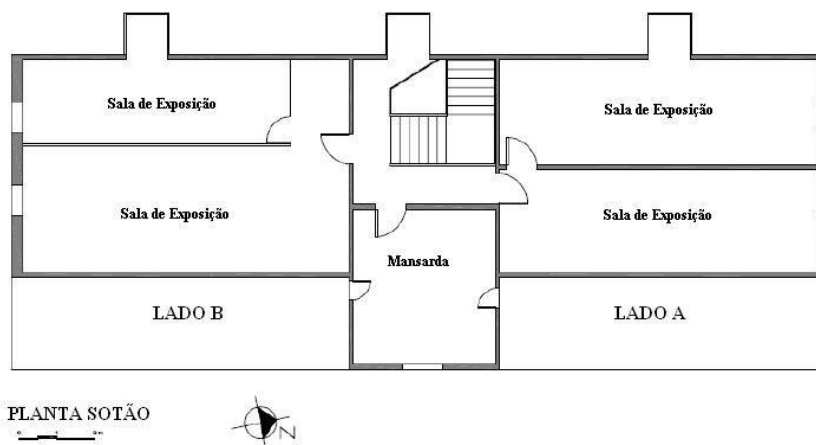 Sala de Exposição
Sala de Exposição
Sala de Exposição
Sala de Exposição
Mansarda
LADO B
LADO A
PLANTA SOTÃO
N